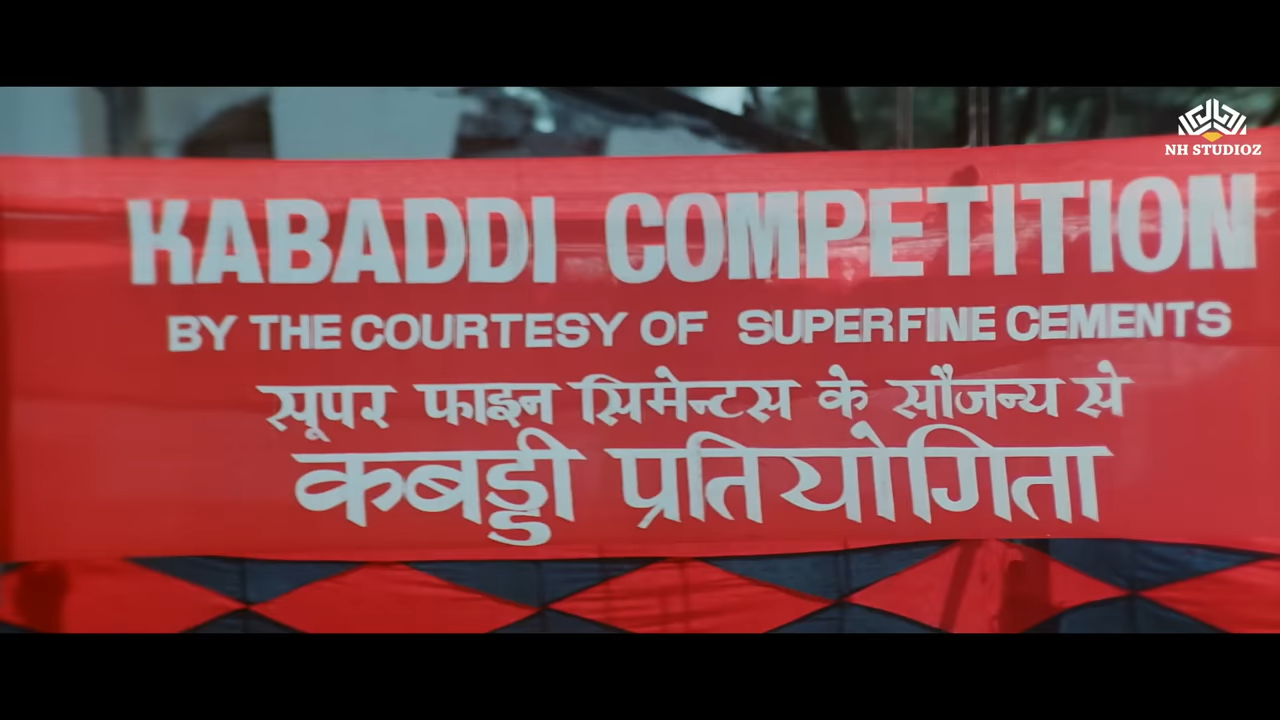 NH STUDIOZ
KABADDI COMPETITION
BY THE COURTESY OF SUPERFINE CEMENTS
सूपर फाइन सिमेन्टस के सौजन्य से
कबड्डी प्रतियोगिता